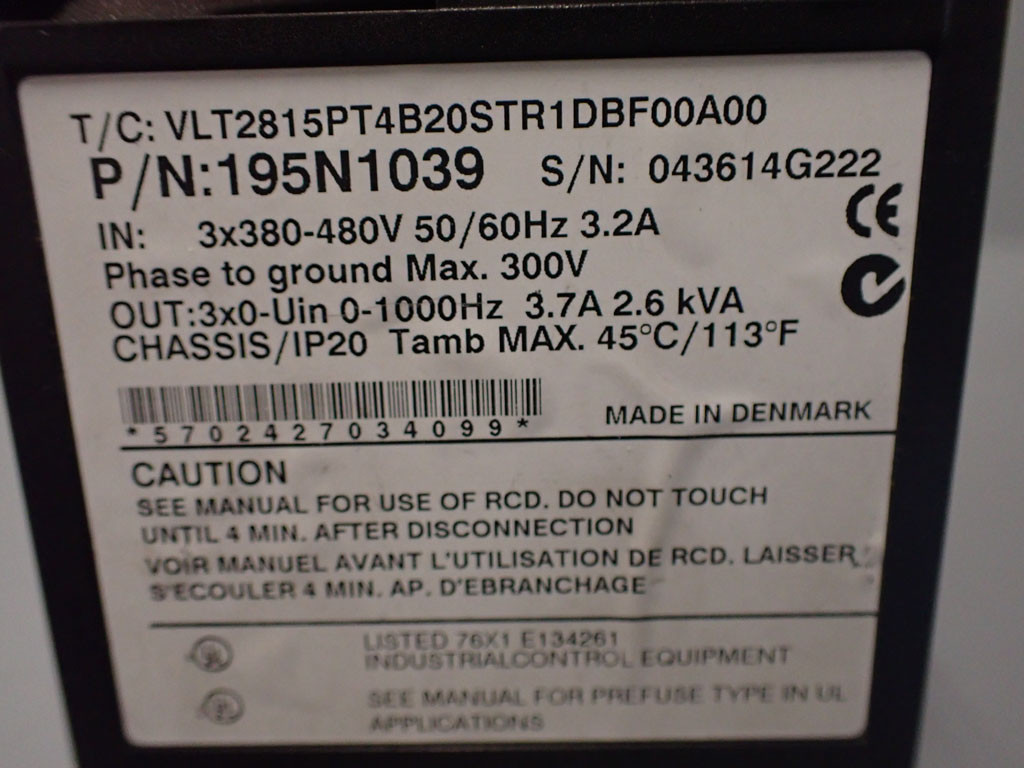 T/C: VLT2815PT4B20STR1DBF00A00
P/N:195N1039 S/N: 043614G222
IN: 3x380-480V 50/60Hz 3.2A
CE
Phase to ground Max. 300V
OUT:3x0-Uin 0-1000Hz 3.7A 2.6 kVA
CHASSIS/IP20 Tamb MAX. 45°C/113°F
*5702427034099*
MADE IN DENMARK
CAUTION
SEE MANUAL FOR USE OF RCD. DO NOT TOUCH
UNTIL 4 MIN. AFTER DISCONNECTION
VOIR MANUEL AVANT L'UTILISATION DE RCD. LAISSER
S'ECOULER 4 MIN. AP. D'EBRANCHAGE
LISTED 76X1 E134261
INDUSTRIALCONTROL EQUIPMENT
SEE MANUAL FOR PREFUSE TYPE IN UL
APPLICATIONS